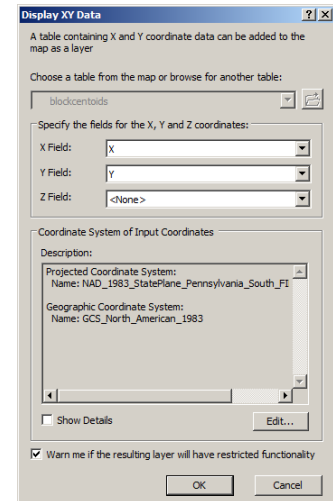 Display XY Data
A table containing X and Y coordinate data can be added to the
map as a layer
Choose a table from the map or browse for another table:
blockcentoids
Specify the fields for the X, Y and Z coordinates:
X Field:
X
Y Field:
Y
Z Field:
<None>
Coordinate System of Input Coordinates
Description:
Projected Coordinate System:
Name: NAD_1983_StatePlane_Pennsylvania_South_FI
Geographic Coordinate System:
Name: GCS_North_American_1983
Show Details
Edit...
Warn me if the resulting layer will have restricted functionality
OK
Cancel